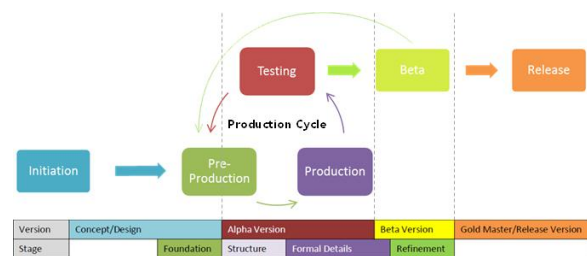 Testing
Beta
Release
Production Cycle
Initiation
Pre-
Production
Production
Version
Concept/Design
Alpha Version
Beta Version
Gold Master/Release Version
Stage
Foundation
Structure
Formal Details
Refinement